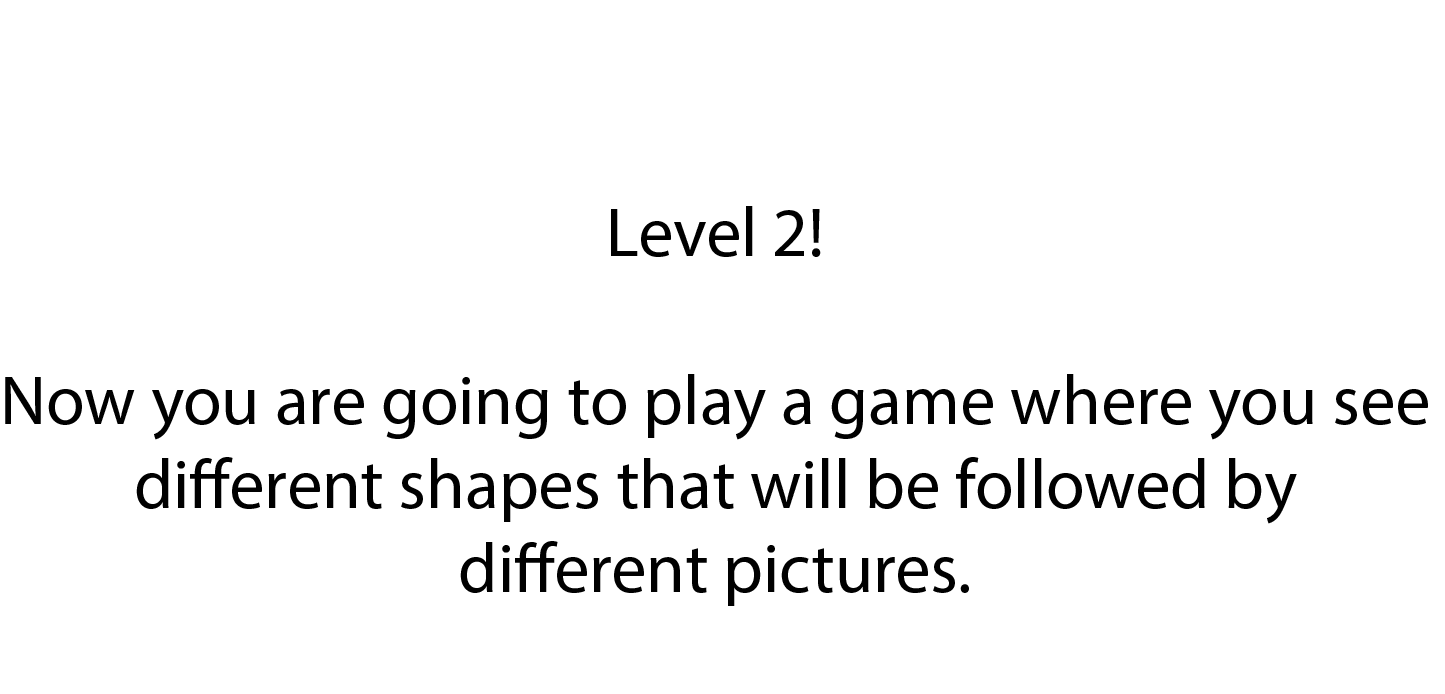 Level 2!
Now you are going to play a game where you see
different shapes that will be followed by
different pictures.